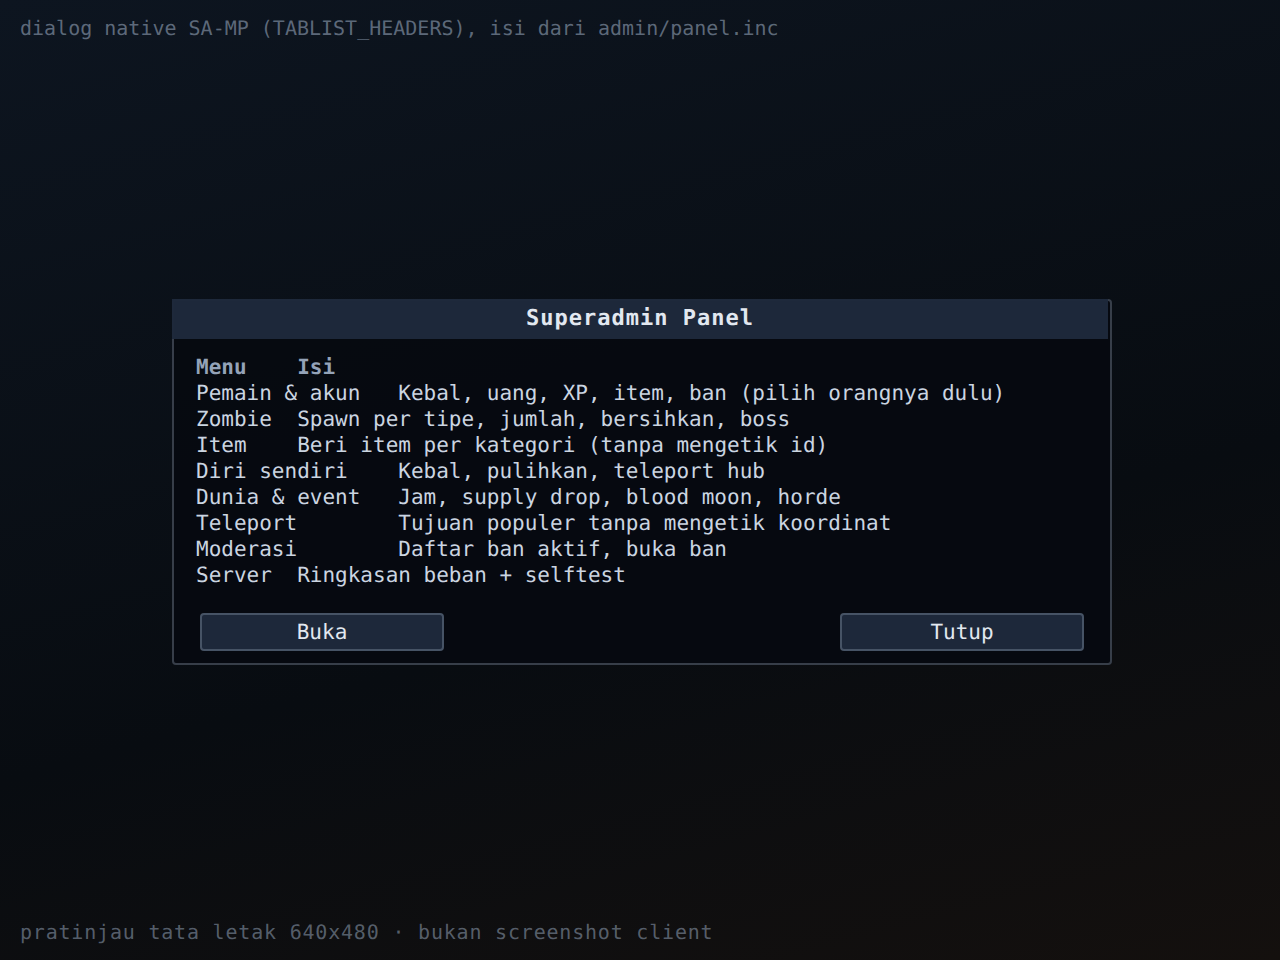 dialog native SA-MP (TABLIST_HEADERS), isi dari admin/panel.inc
Superadmin Panel
Menu    Isi
Pemain & akun   Kebal, uang, XP, item, ban (pilih orangnya dulu)
Zombie  Spawn per tipe, jumlah, bersihkan, boss
Item    Beri item per kategori (tanpa mengetik id)
Diri sendiri    Kebal, pulihkan, teleport hub
Dunia & event   Jam, supply drop, blood moon, horde
Teleport        Tujuan populer tanpa mengetik koordinat
Moderasi        Daftar ban aktif, buka ban
Server  Ringkasan beban + selftest
Buka    Tutup
pratinjau tata letak 640x480 · bukan screenshot client